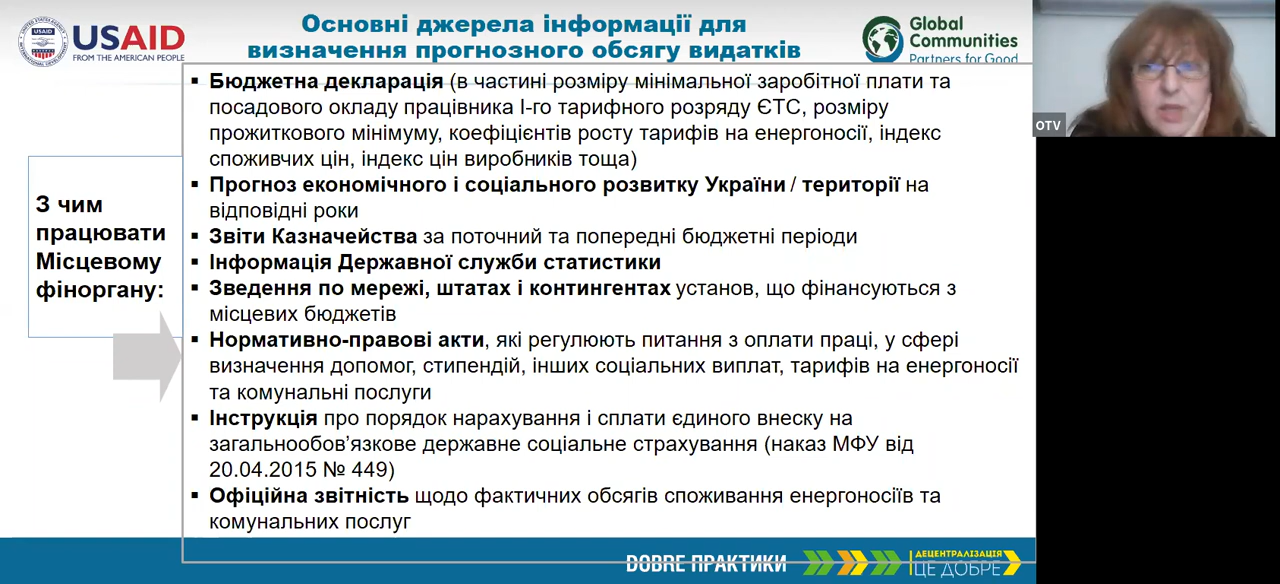 USAID
FROM THE AMERICAN PEOPLE
Основні джерела інформації для
визначення прогнозного обсягу видатків
Global
Communities
Partners for Good
OTV
З чим
працювати
Місцевому
фіноргану:
▪ Бюджетна декларація (в частині розміру мінімальної заробітної плати та
посадового окладу працівника І-го тарифного розряду ЄТС, розміру
прожиткового мінімуму, коефіцієнтів росту тарифів на енергоносії, індекс
споживчих цін, індекс цін виробників тоща)
▪ Прогноз економічного і соціального розвитку України / території на
відповідні роки
▪ Звіти Казначейства за поточний та попередні бюджетні періоди
▪ Інформація Державної служби статистики
▪ Зведення по мережі, штатах і контингентах установ, що фінансуються з
місцевих бюджетів
▪ Нормативно-правові акти, які регулюють питання з оплати праці, у сфері
визначення допомог, стипендій, інших соціальних виплат, тарифів на енергоносії
та комунальні послуги
▪ Інструкція про порядок нарахування і сплати єдиного внеску на
загальнообов’язкове державне соціальне страхування (наказ МФУ від
20.04.2015 № 449)
▪ Офіційна звітність щодо фактичних обсягів споживання енергоносіїв та
комунальних послуг
DOBRE ПРАКТИКИ
ДЕЦЕНТРАЛІЗАЦІЯ
ЦЕ ДОБРЕ